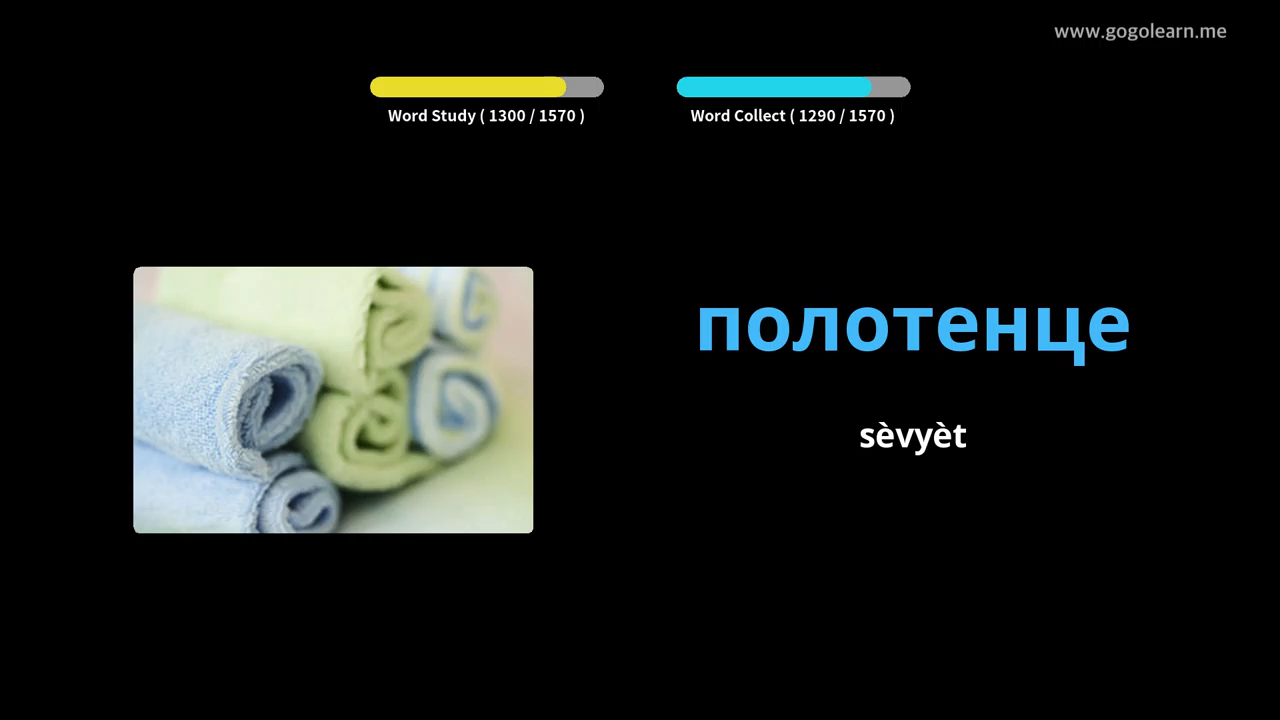 www.gogolearn.me
Word Study ( 1300 / 1570 )
Word Collect ( 1290 / 1570 )
полотенце
sèvyèt